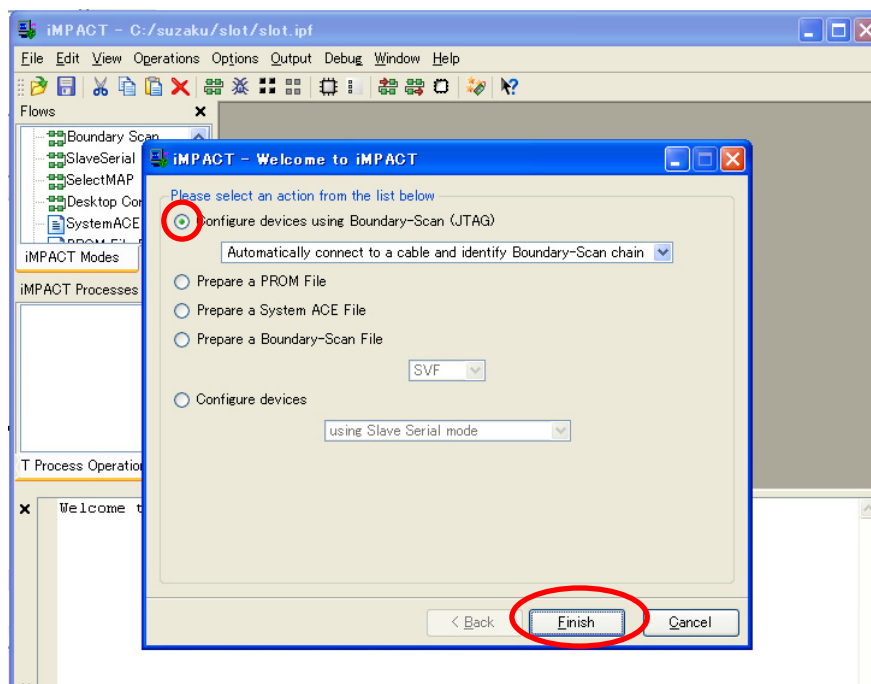 iMPACT - C:/suzaku/slot/slot.ipf
File Edit View Operations Options Output Debug Window Help
Flows
Boundary Scan
SlaveSerial
SelectMAP
Desktop Con
SystemACE
iMPACT Modes
iMPACT Processes
T Process Operation
Welcome t
iMPACT - Welcome to iMPACT
Please select an action from the list below
Configure devices using Boundary-Scan (JTAG)
Automatically connect to a cable and identify Boundary-Scan chain
Prepare a PROM File
Prepare a System ACE File
Prepare a Boundary-Scan File
SVF
Configure devices
using Slave Serial mode
< Back Finish Cancel